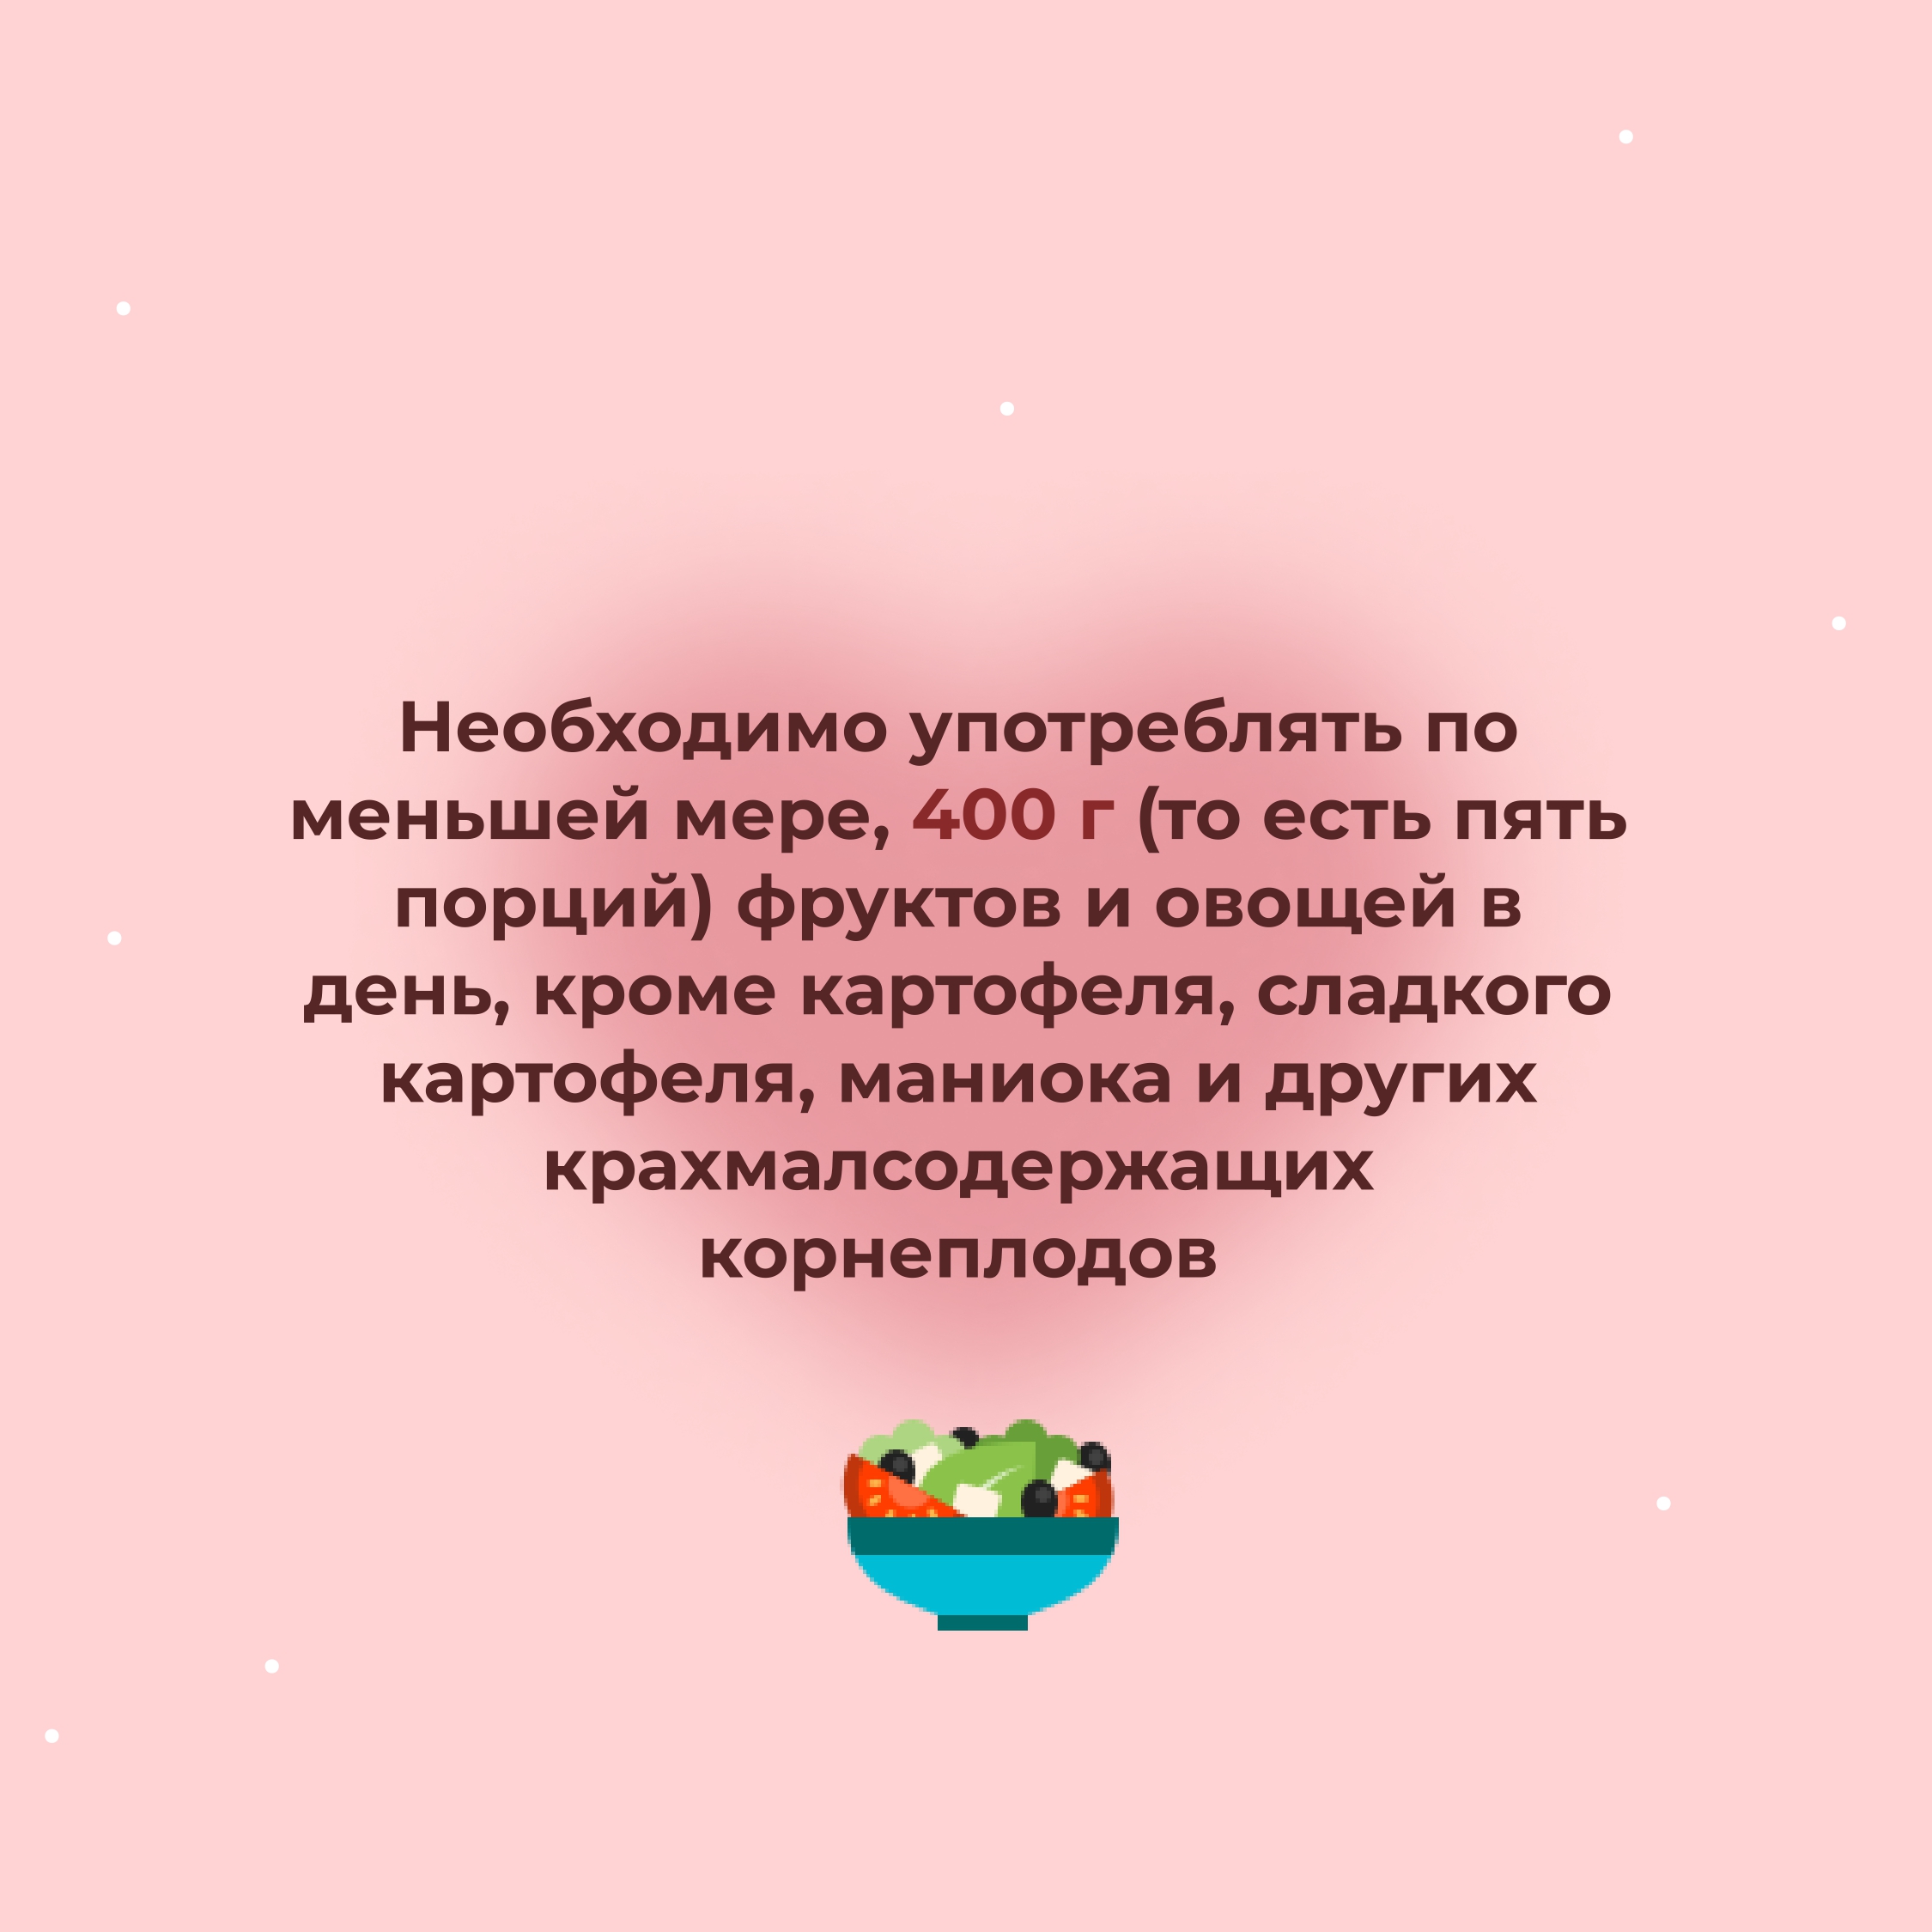 Необходимо употреблять по
меньшей мере, 400 г (то есть пять
порций) фруктов и овощей в
день, кроме картофеля, сладкого
картофеля, маниока и других
крахмалсодержащих
корнеплодов